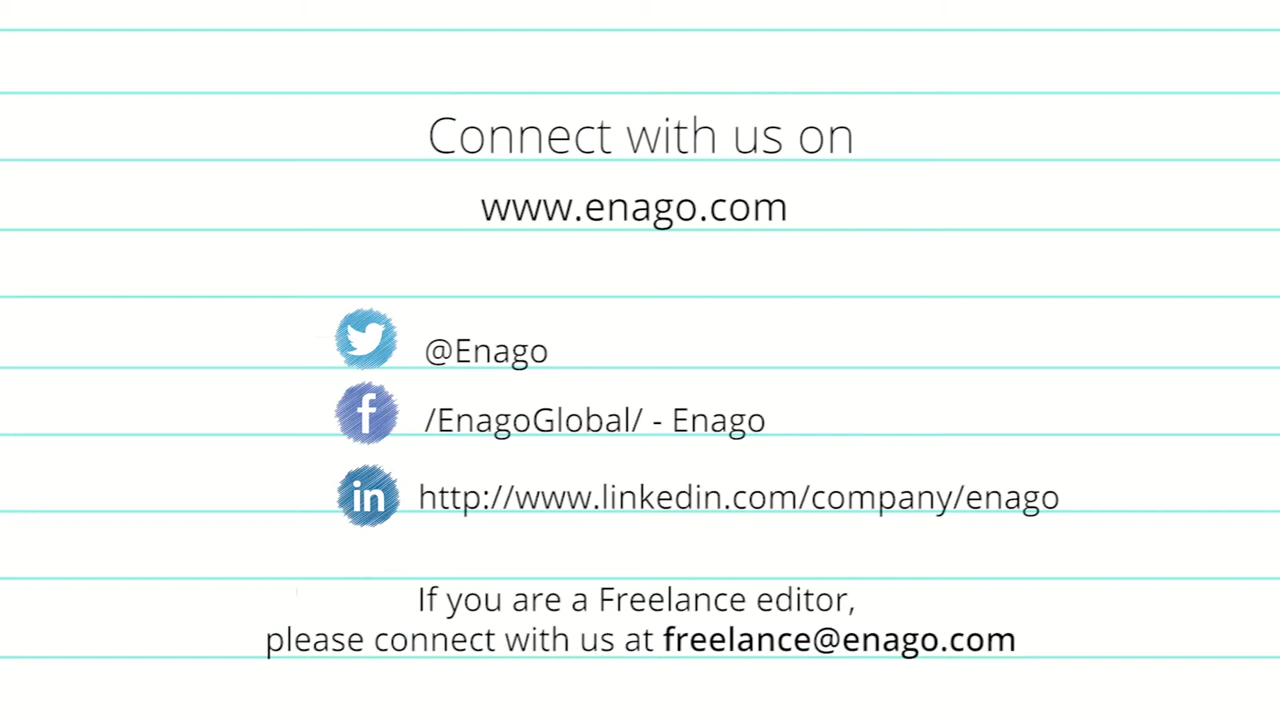 Connect with us on
www.enago.com
@Enago
/EnagoGlobal/ - Enago
in http://www.linkedin.com/company/enago
If you are a Freelance editor,
please connect with us at freelance@enago.com